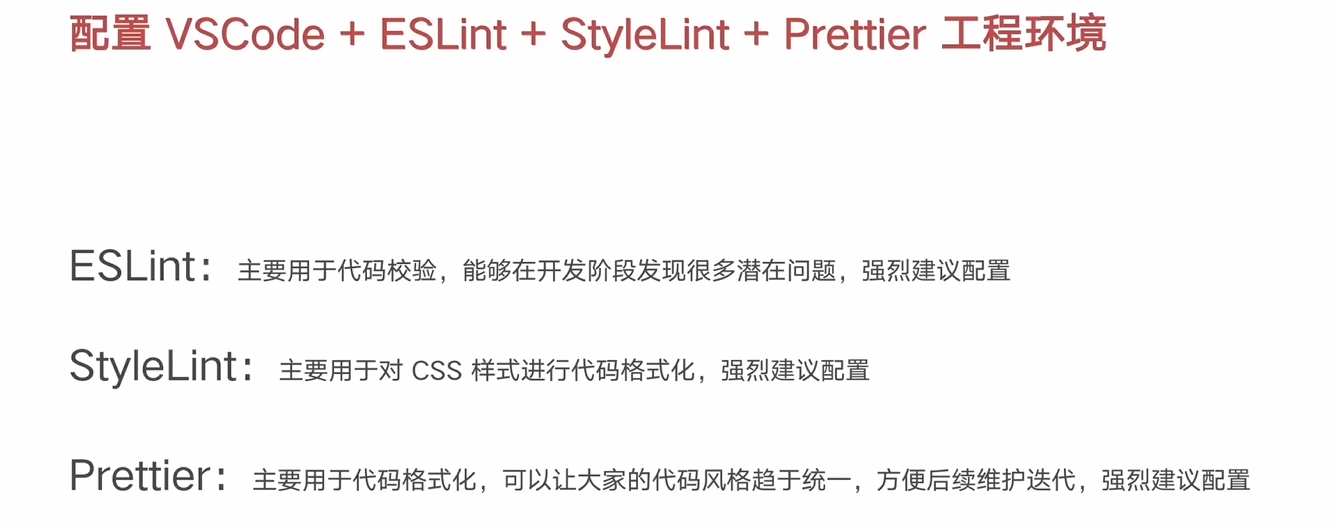 配置 VSCode + ESLint + StyleLint + Prettier 工程环境
ESLint：主要用于代码校验，能够在开发阶段发现很多潜在问题，强烈建议配置
StyleLint：主要用于对 CSS 样式进行代码格式化，强烈建议配置
Prettier：主要用于代码格式化，可以让大家的代码风格趋于统一，方便后续维护迭代，强烈建议配置